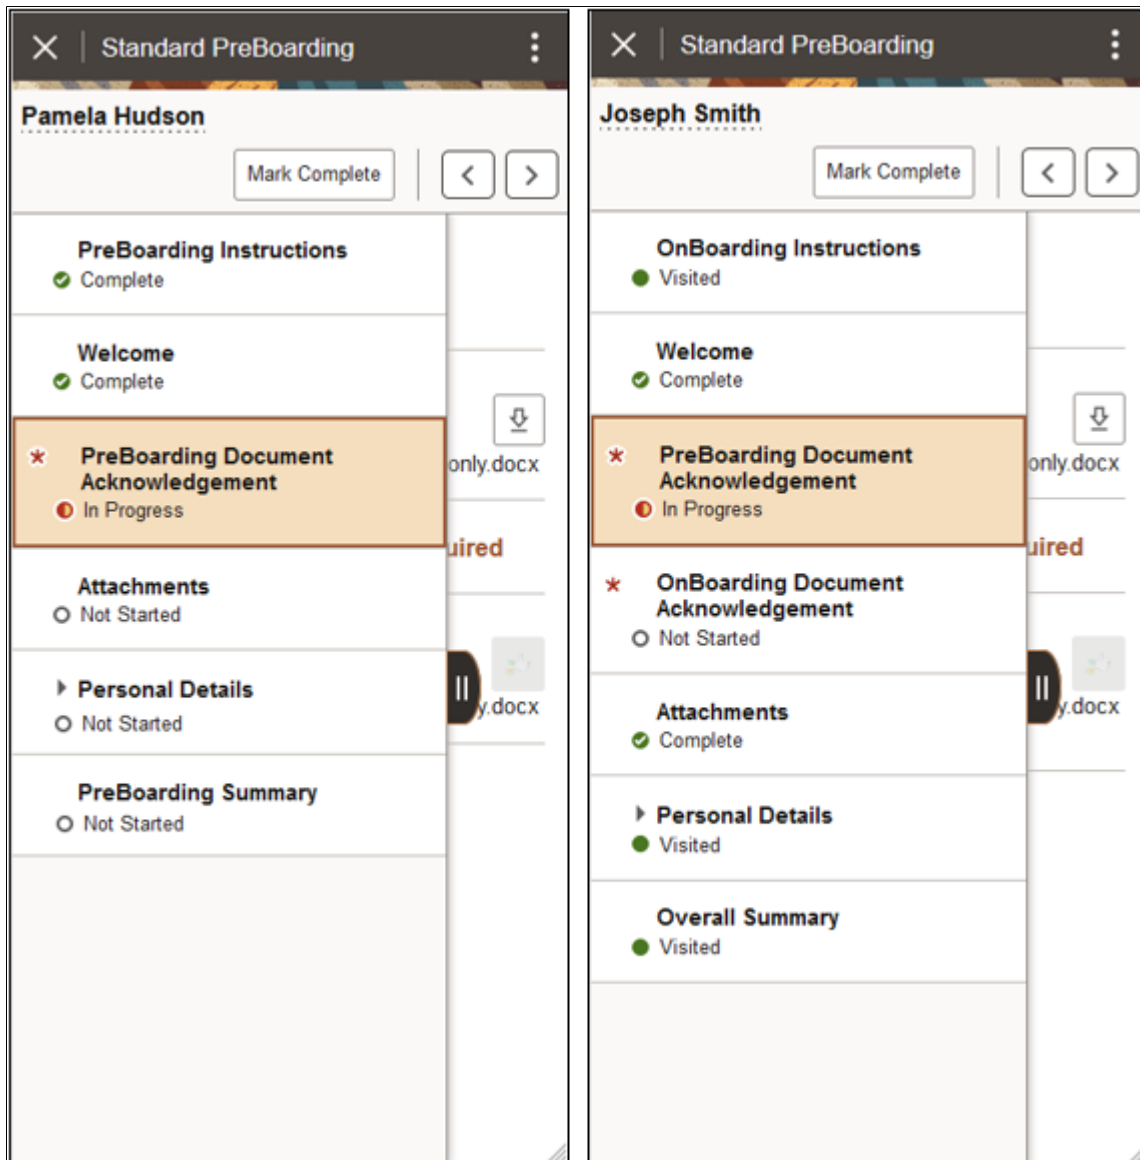 Standard PreBoarding
Pamela Hudson
Mark Complete
PreBoarding Instructions
Complete
Welcome
Complete
PreBoarding Document
Acknowledgement
In Progress
Attachments
Not Started
Personal Details
Not Started
PreBoarding Summary
Not Started
only.docx
uired
y.docx
Standard PreBoarding
Joseph Smith
Mark Complete
OnBoarding Instructions
Visited
Welcome
Complete
PreBoarding Document
Acknowledgement
In Progress
OnBoarding Document
Acknowledgement
Not Started
Attachments
Complete
Personal Details
Visited
Overall Summary
Visited
only.docx
uired
y.docx